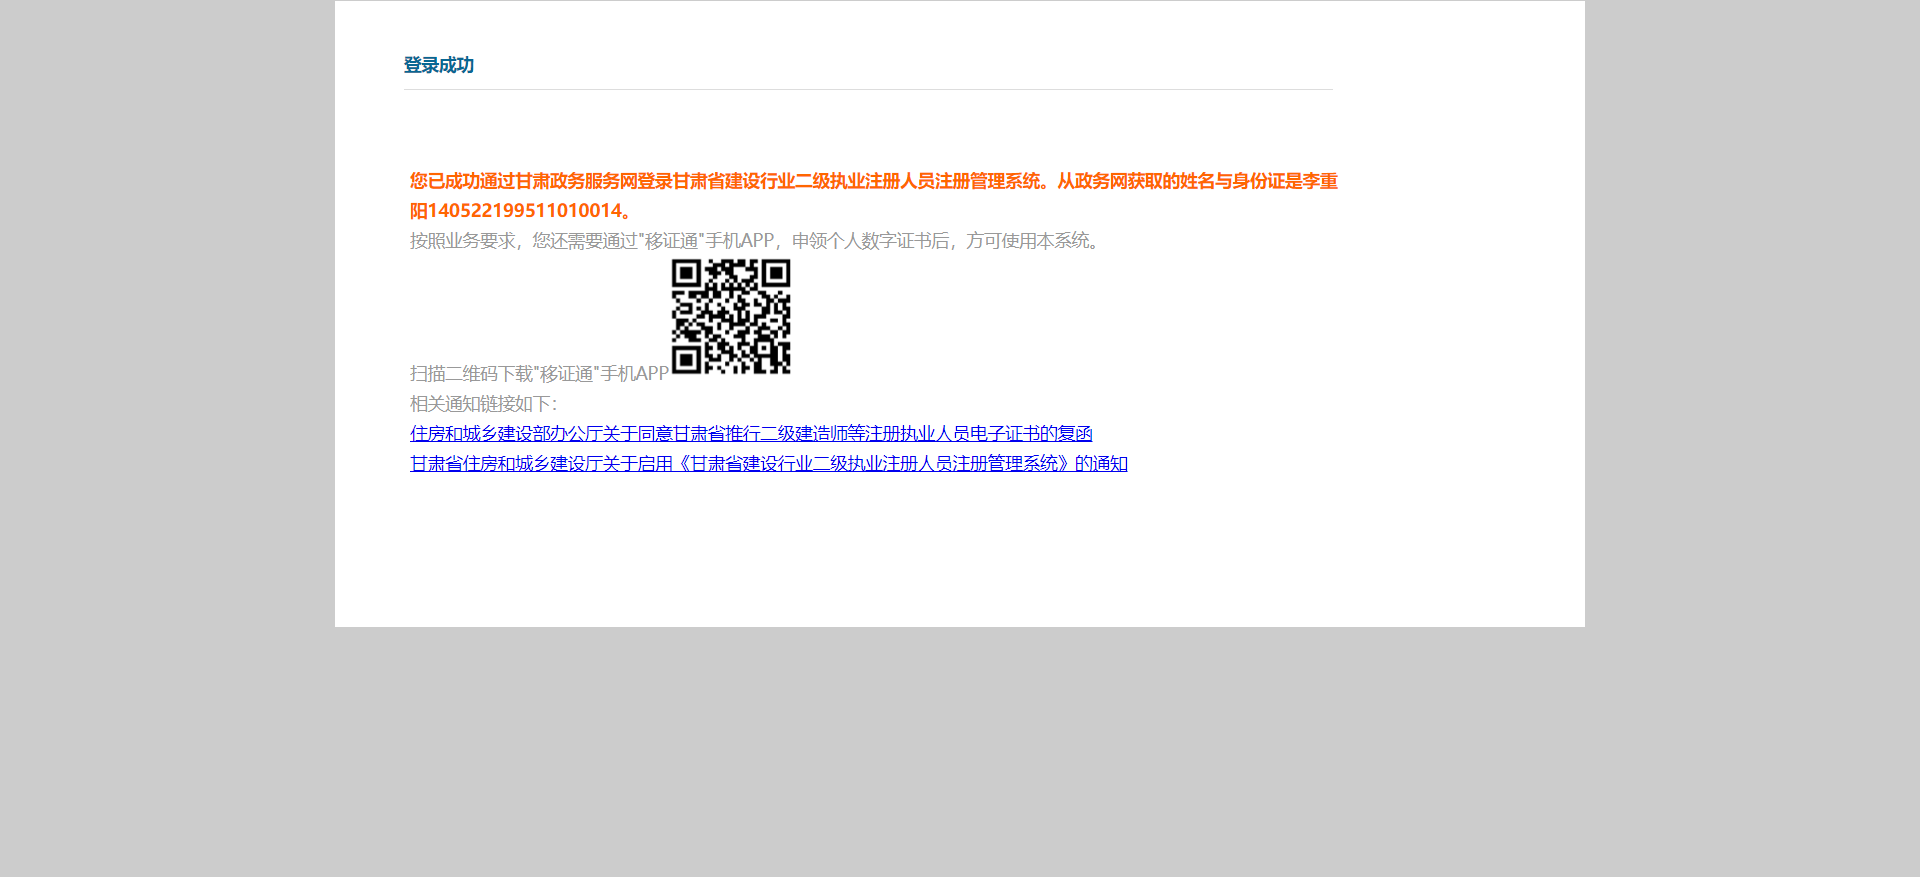 登录成功
您已成功通过甘肃政务服务网登录甘肃省建设行业二级执业注册人员注册管理系统。从政务网获取的姓名与身份证是李重
阳140522199511010014。
按照业务要求，您还需要通过"移证通"手机APP，申领个人数字证书后，方可使用本系统。
扫描二维码下载"移证通"手机APP
相关通知链接如下：
住房和城乡建设部办公厅关于同意甘肃省推行二级建造师等注册执业人员电子证书的复函
甘肃省住房和城乡建设厅关于启用《甘肃省建设行业二级执业注册人员注册管理系统》的通知